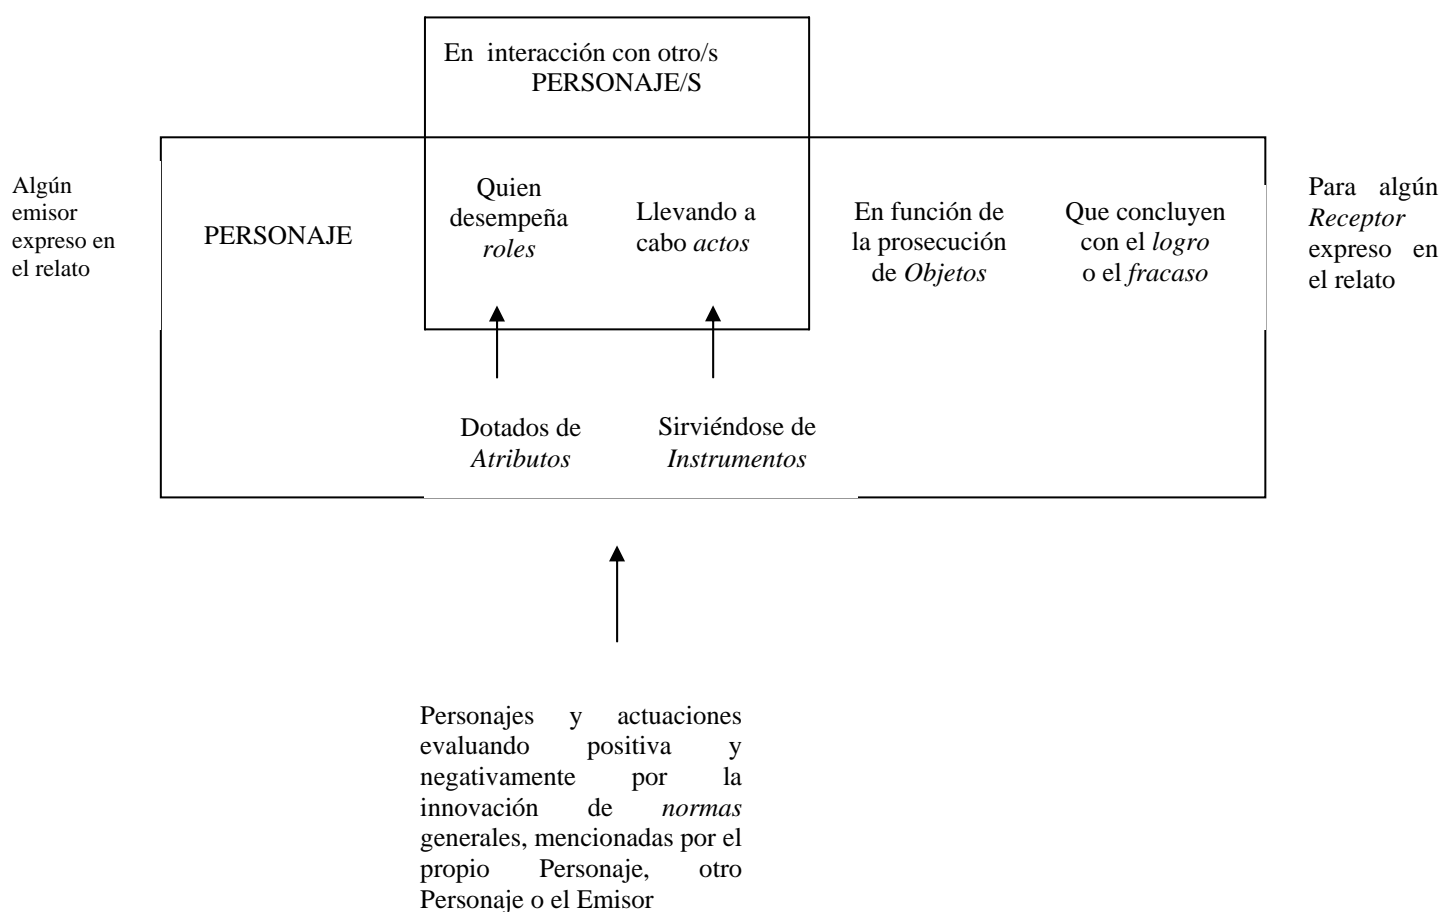 En interacción con otro/s
PERSONAJE/S
Algún
emisor
expreso en
el relato
PERSONAJE
Quien
desempeña
roles
Llevando a
cabo actos
En función de
la prosecución
de Objetos
Que concluyen
con el logro
o el fracaso
Para algún
Receptor
expreso en
el relato
Dotados de
Atributos
Sirviéndose de
Instrumentos
Personajes y actuaciones
evaluando positiva y
negativamente por la
innovación de normas
generales, mencionadas por el
propio Personaje, otro
Personaje o el Emisor